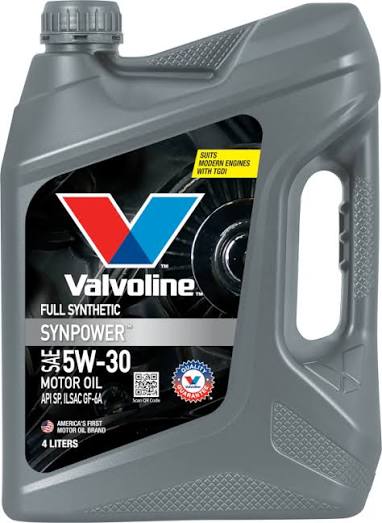 SUITS
MODERN ENGINES
WITH TGDI
Valvoline™
FULL SYNTHETIC
SYNPOWER™
SAE 5W-30
MOTOR OIL
API SP, ILSAC GF-6A
Scan QR Code
QUALITY
Valvoline
GUARANTEE
AMERICA'S FIRST
MOTOR OIL BRAND
4 LITERS